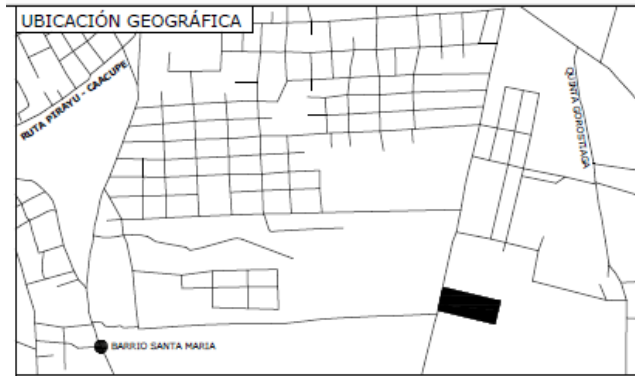 UBICACIÓN GEOGRÁFICA
RUTA PIRAYU - CAACUPE
QUINTA GOROSTIAGA
BARRIO SANTA MARIA